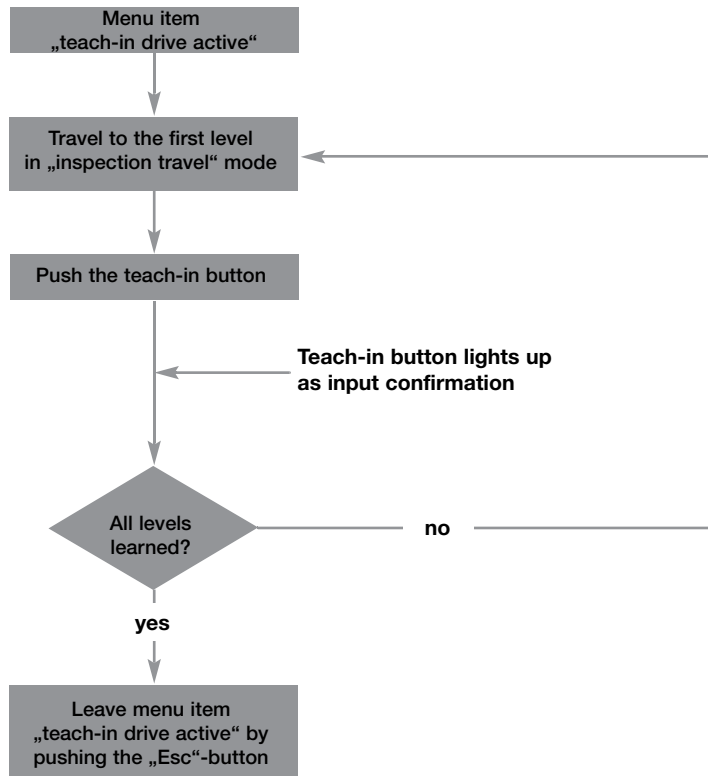 Menu item
„teach-in drive active“
Travel to the first level
in „inspection travel“ mode
Push the teach-in button
Teach-in button lights up
as input confirmation
All levels
learned?
no
yes
Leave menu item
„teach-in drive active“ by
pushing the „Esc“-button